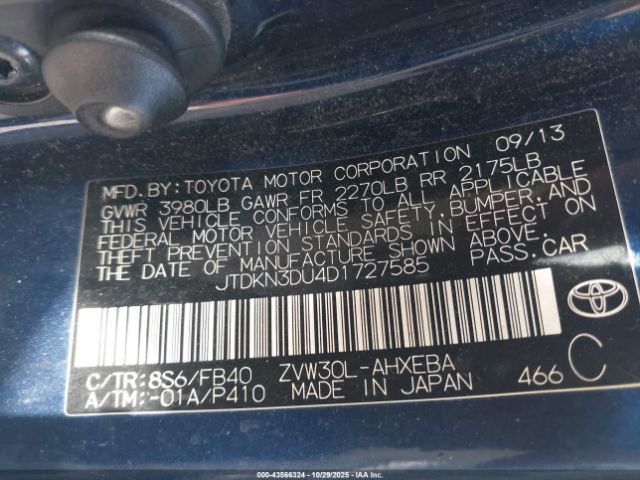 MFD. BY: TOYOTA MOTOR CORPORATION 09/13
GVWR 3980LB GAWR FR 2270LB RR 2175LB
THIS VEHICLE CONFORMS TO ALL APPLICABLE
FEDERAL MOTOR VEHICLE SAFETY, BUMPER, AND
THEFT PREVENTION STANDARDS IN EFFECT ON
THE DATE OF MANUFACTURE SHOWN ABOVE.
JTDKN3DU4D1727585 PASS. CAR
TOYOTA
C/TR: 8S6/FB40 ZVW30L-AHXEBA
A/TM: -01A/P410 MADE IN JAPAN 466 C
000-43566324 | 10/29/2025 | IAAI.COM